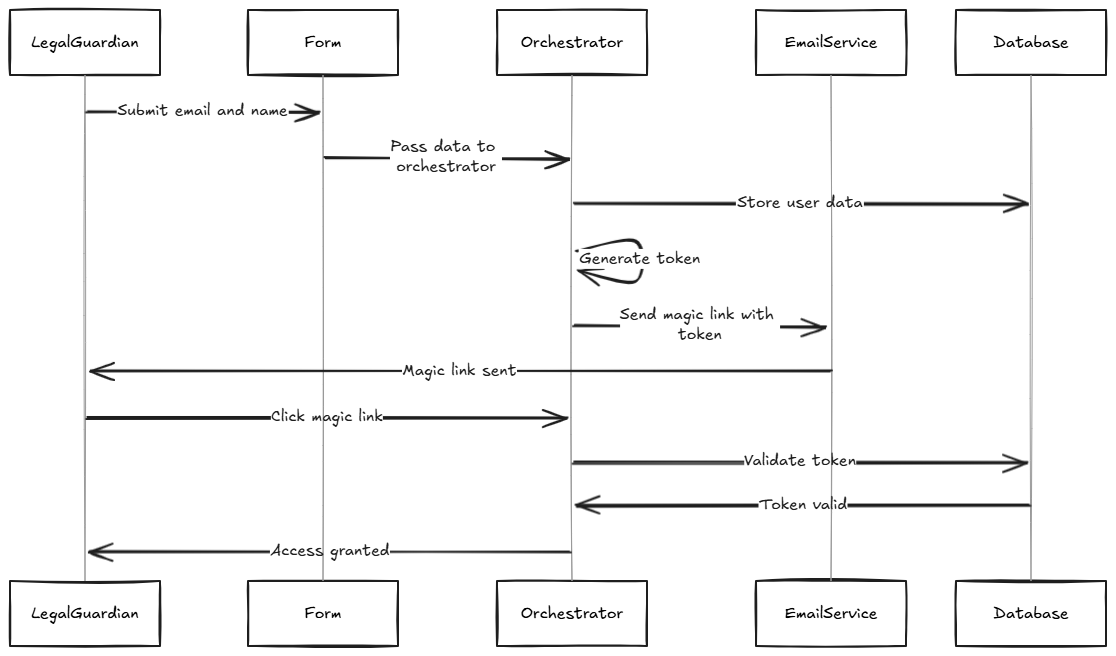 LegalGuardian
Form
Orchestrator
EmailService
Database
Submit email and name
Pass data to
orchestrator
Store user data
Generate token
Send magic link with
token
Magic link sent
Click magic link
Validate token
Token valid
Access granted
LegalGuardian
Form
Orchestrator
EmailService
Database